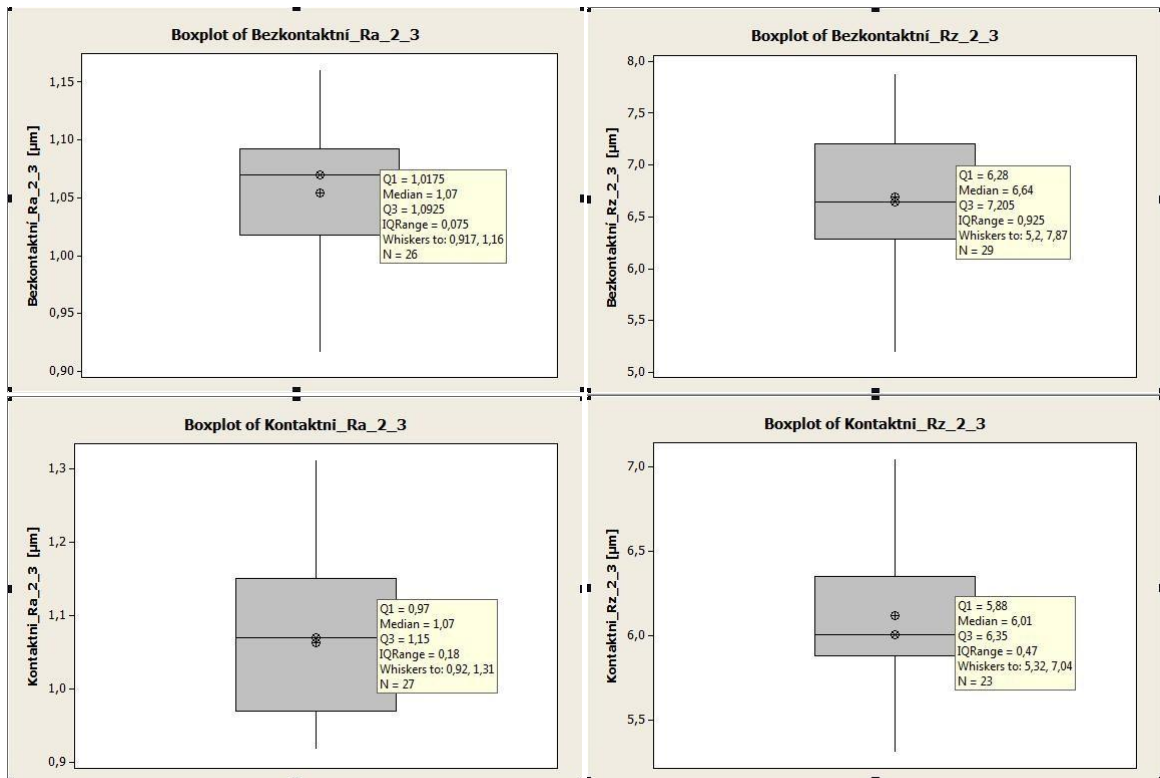 Boxplot of Bezkontaktní_Ra_2_3
Bezkontaktní_Ra_2_3 [µm]
1,15
1,10
1,05
1,00
0,95
0,90
Q1 = 1,0175
Median = 1,07
Q3 = 1,0925
IQRange = 0,075
Whiskers to: 0,917, 1,16
N = 26
Boxplot of Bezkontaktní_Rz_2_3
Bezkontaktní_Rz_2_3 [µm]
8,0
7,5
7,0
6,5
6,0
5,5
5,0
Q1 = 6,28
Median = 6,64
Q3 = 7,205
IQRange = 0,925
Whiskers to: 5,2, 7,87
N = 29
Boxplot of Kontaktni_Ra_2_3
Kontaktni_Ra_2_3 [µm]
1,3
1,2
1,1
1,0
0,9
Q1 = 0,97
Median = 1,07
Q3 = 1,15
IQRange = 0,18
Whiskers to: 0,92, 1,31
N = 27
Boxplot of Kontaktni_Rz_2_3
Kontaktni_Rz_2_3 [µm]
7,0
6,5
6,0
5,5
Q1 = 5,88
Median = 6,01
Q3 = 6,35
IQRange = 0,47
Whiskers to: 5,32, 7,04
N = 23